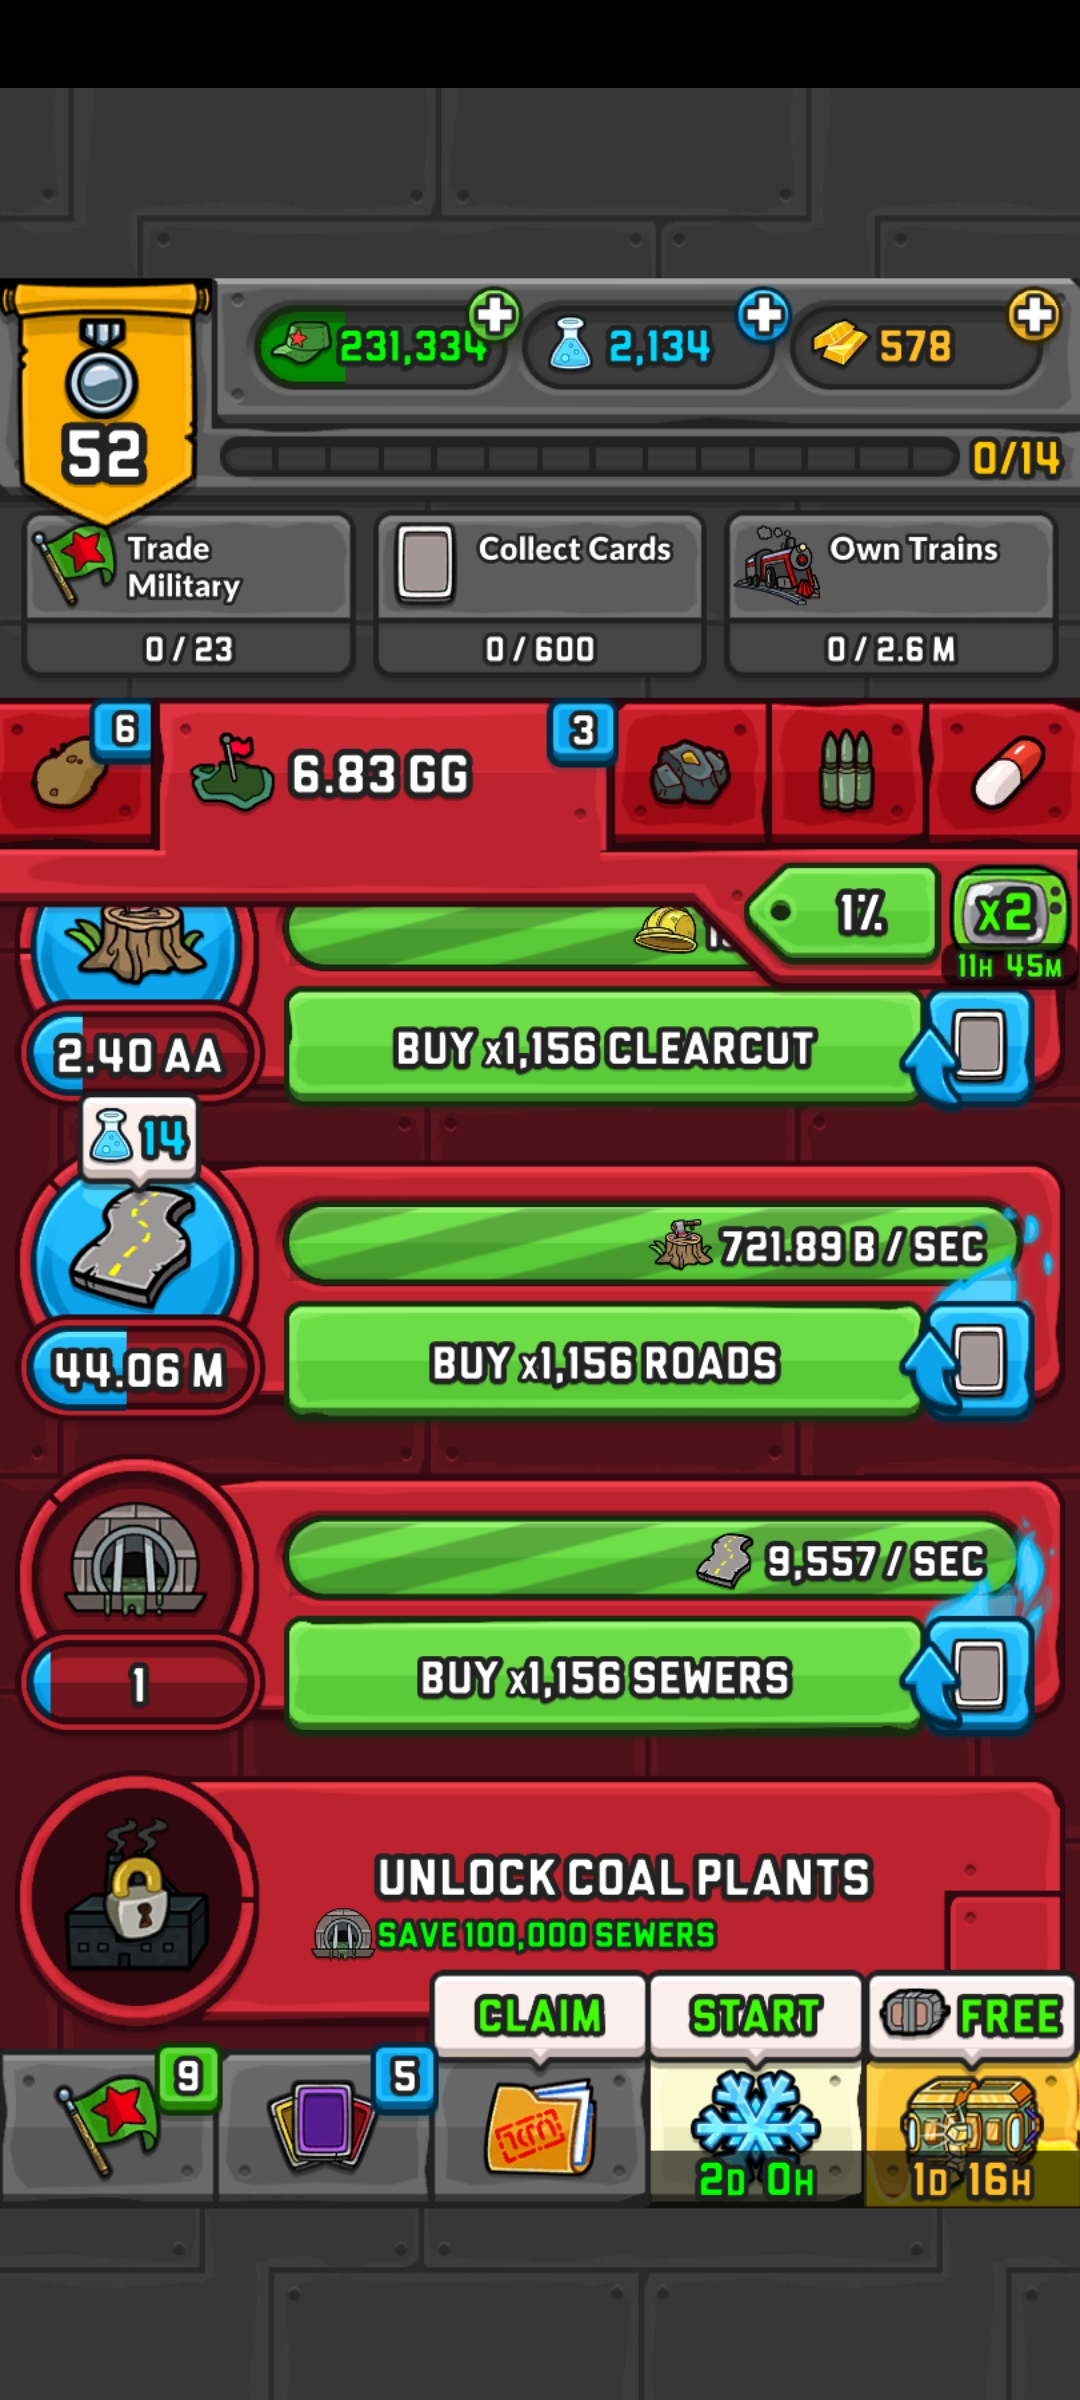 231,334
2,134
578
52
0/14
Trade
Military
Collect Cards
Own Trains
0 / 23
0 / 600
0 / 2.6 M
6
6.83 GG
3
1%
x2
11H 45M
2.40 AA
BUY x1,156 CLEARCUT
14
721.89 B / SEC
44.06 M
BUY x1,156 ROADS
9,557 / SEC
1
BUY x1,156 SEWERS
UNLOCK COAL PLANTS
SAVE 100,000 SEWERS
CLAIM
START
FREE
9
5
2D 0H
1D 16H